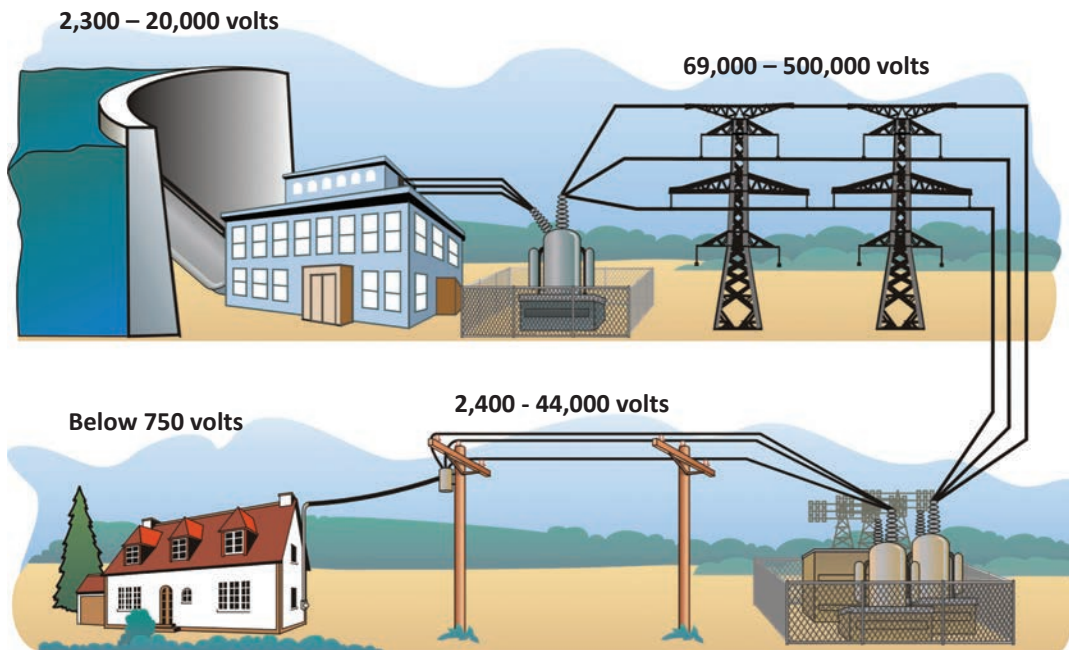 2,300 – 20,000 volts
69,000 – 500,000 volts
Below 750 volts
2,400 - 44,000 volts